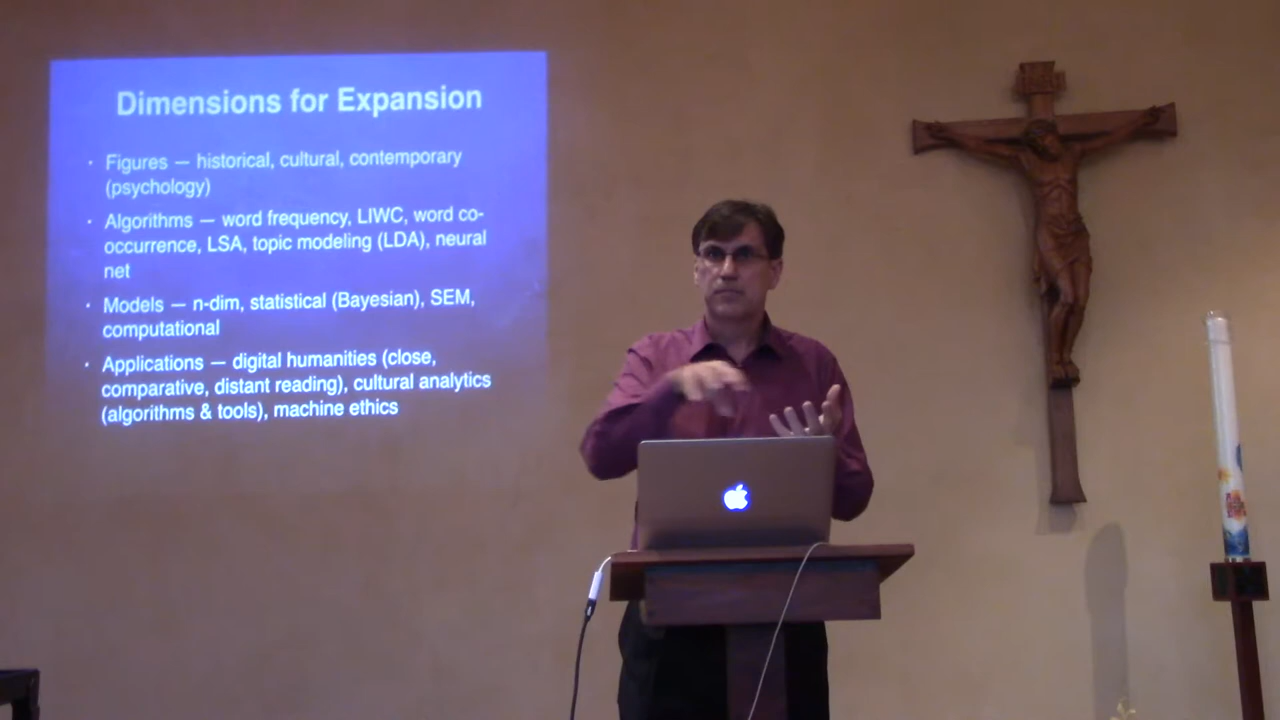 Dimensions for Expansion
· Figures — historical, cultural, contemporary
(psychology)
· Algorithms — word frequency, LIWC, word co-
occurrence, LSA, topic modeling (LDA), neural
net
· Models — n-dim, statistical (Bayesian), SEM,
computational
· Applications — digital humanities (close,
comparative, distant reading), cultural analytics
(algorithms & tools), machine ethics